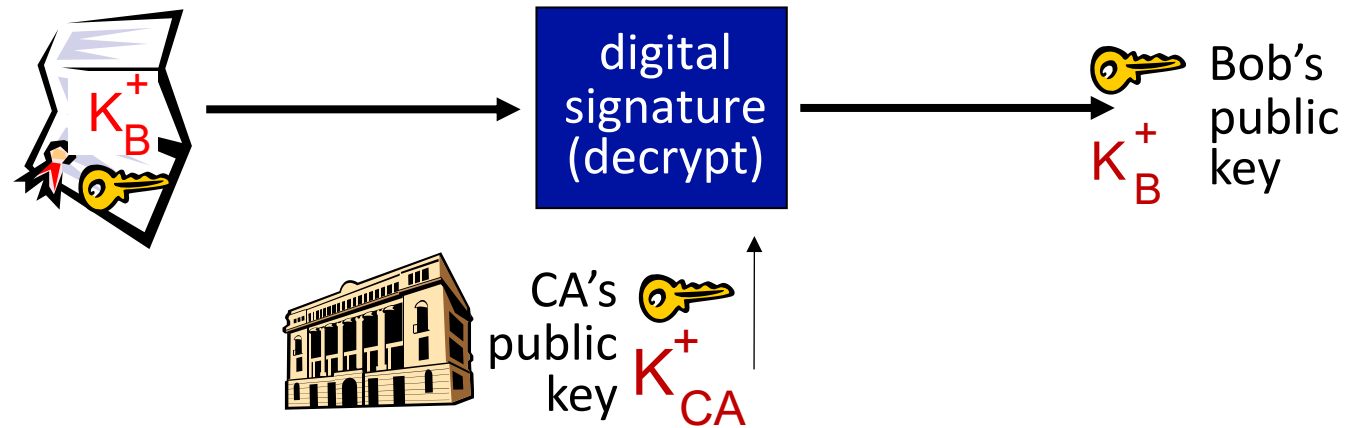 K_B^+
digital
signature
(decrypt)
Bob’s
public
key
K_B^+
CA’s
public
key
K_CA^+